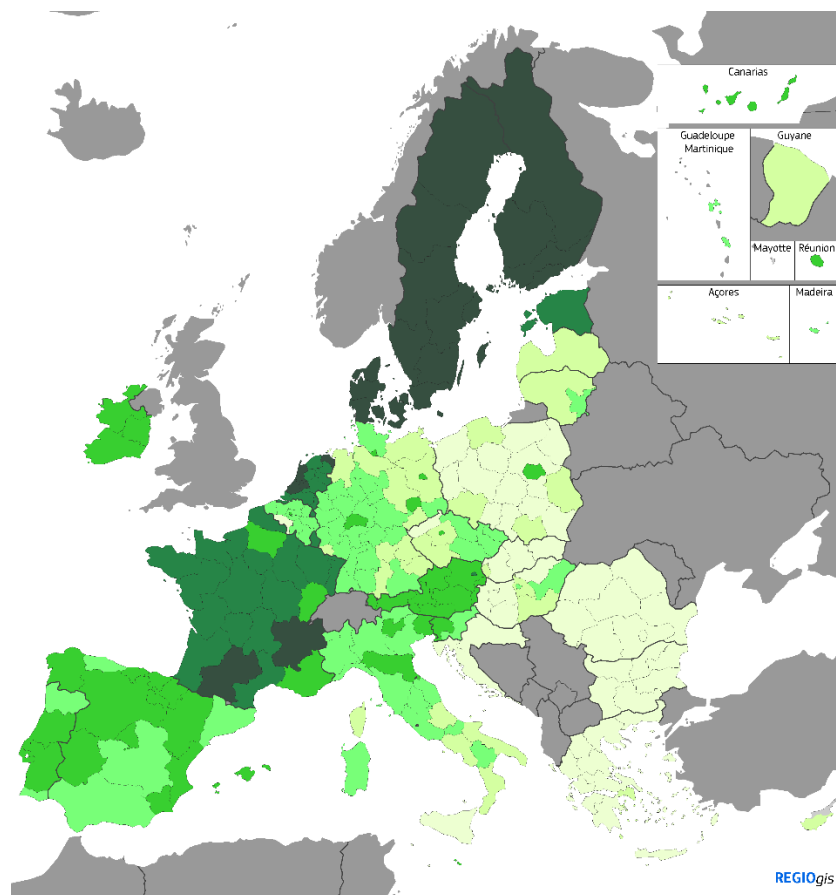 Canarias
Guadeloupe
Martinique
Guyane
Mayotte
Réunion
Açores
Madeira
REGIOgis